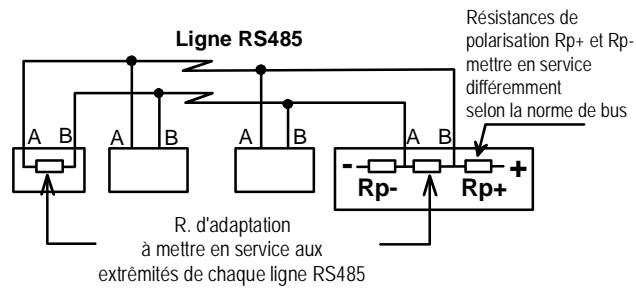 Ligne RS485
Résistances de
polarisation Rp+ et Rp-
mettre en service
différemment
selon la norme de bus
A B A B A B A B
- +
Rp- Rp+
R. d'adaptation
à mettre en service aux
extrêmités de chaque ligne RS485